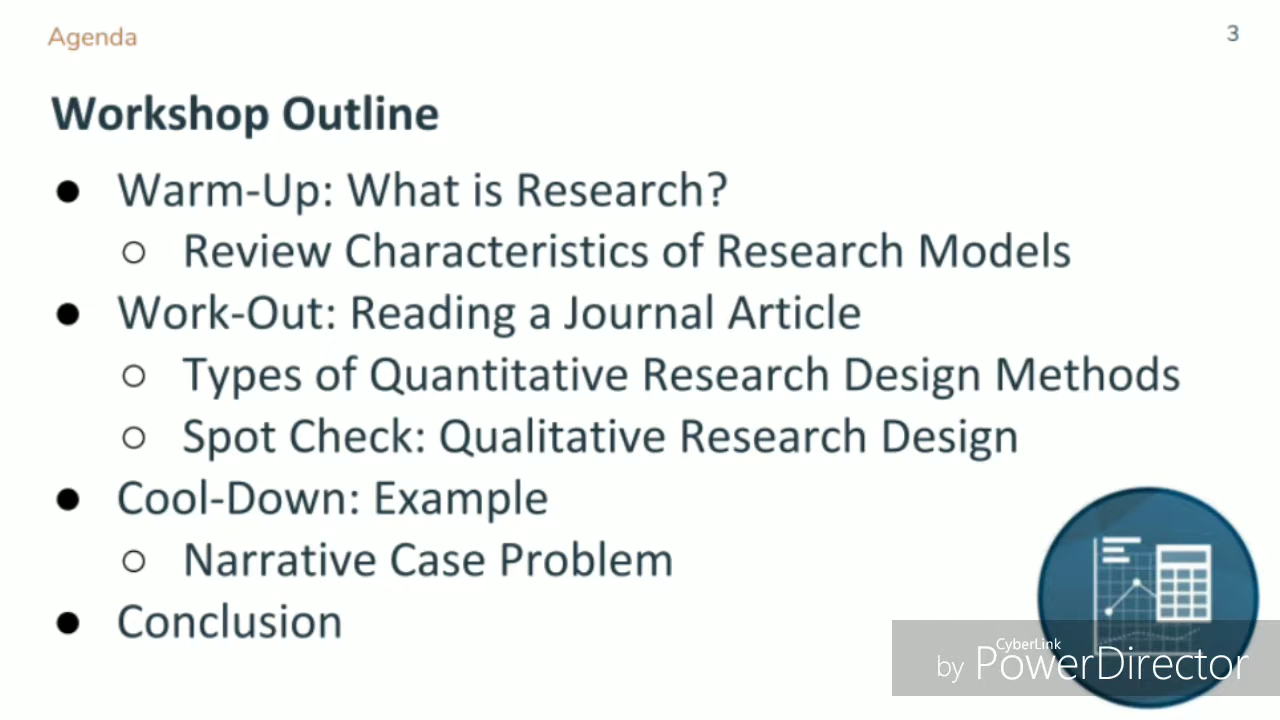 Agenda
3
Workshop Outline
● Warm-Up: What is Research?
○ Review Characteristics of Research Models
● Work-Out: Reading a Journal Article
○ Types of Quantitative Research Design Methods
○ Spot Check: Qualitative Research Design
● Cool-Down: Example
○ Narrative Case Problem
● Conclusion
CyberLink
by PowerDirector